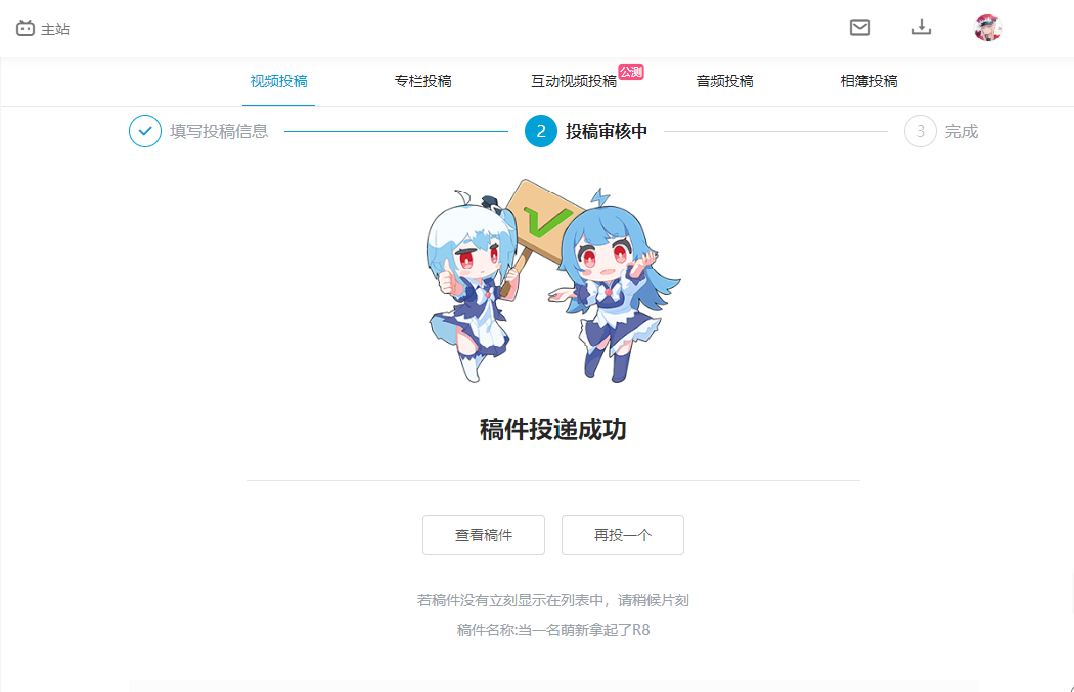 主站
视频投稿
专栏投稿
互动视频投稿
公测
音频投稿
相簿投稿
填写投稿信息
2
投稿审核中
3
完成
稿件投递成功
查看稿件
再投一个
若稿件没有立刻显示在列表中，请稍候片刻
稿件名称:当一名萌新拿起了R8